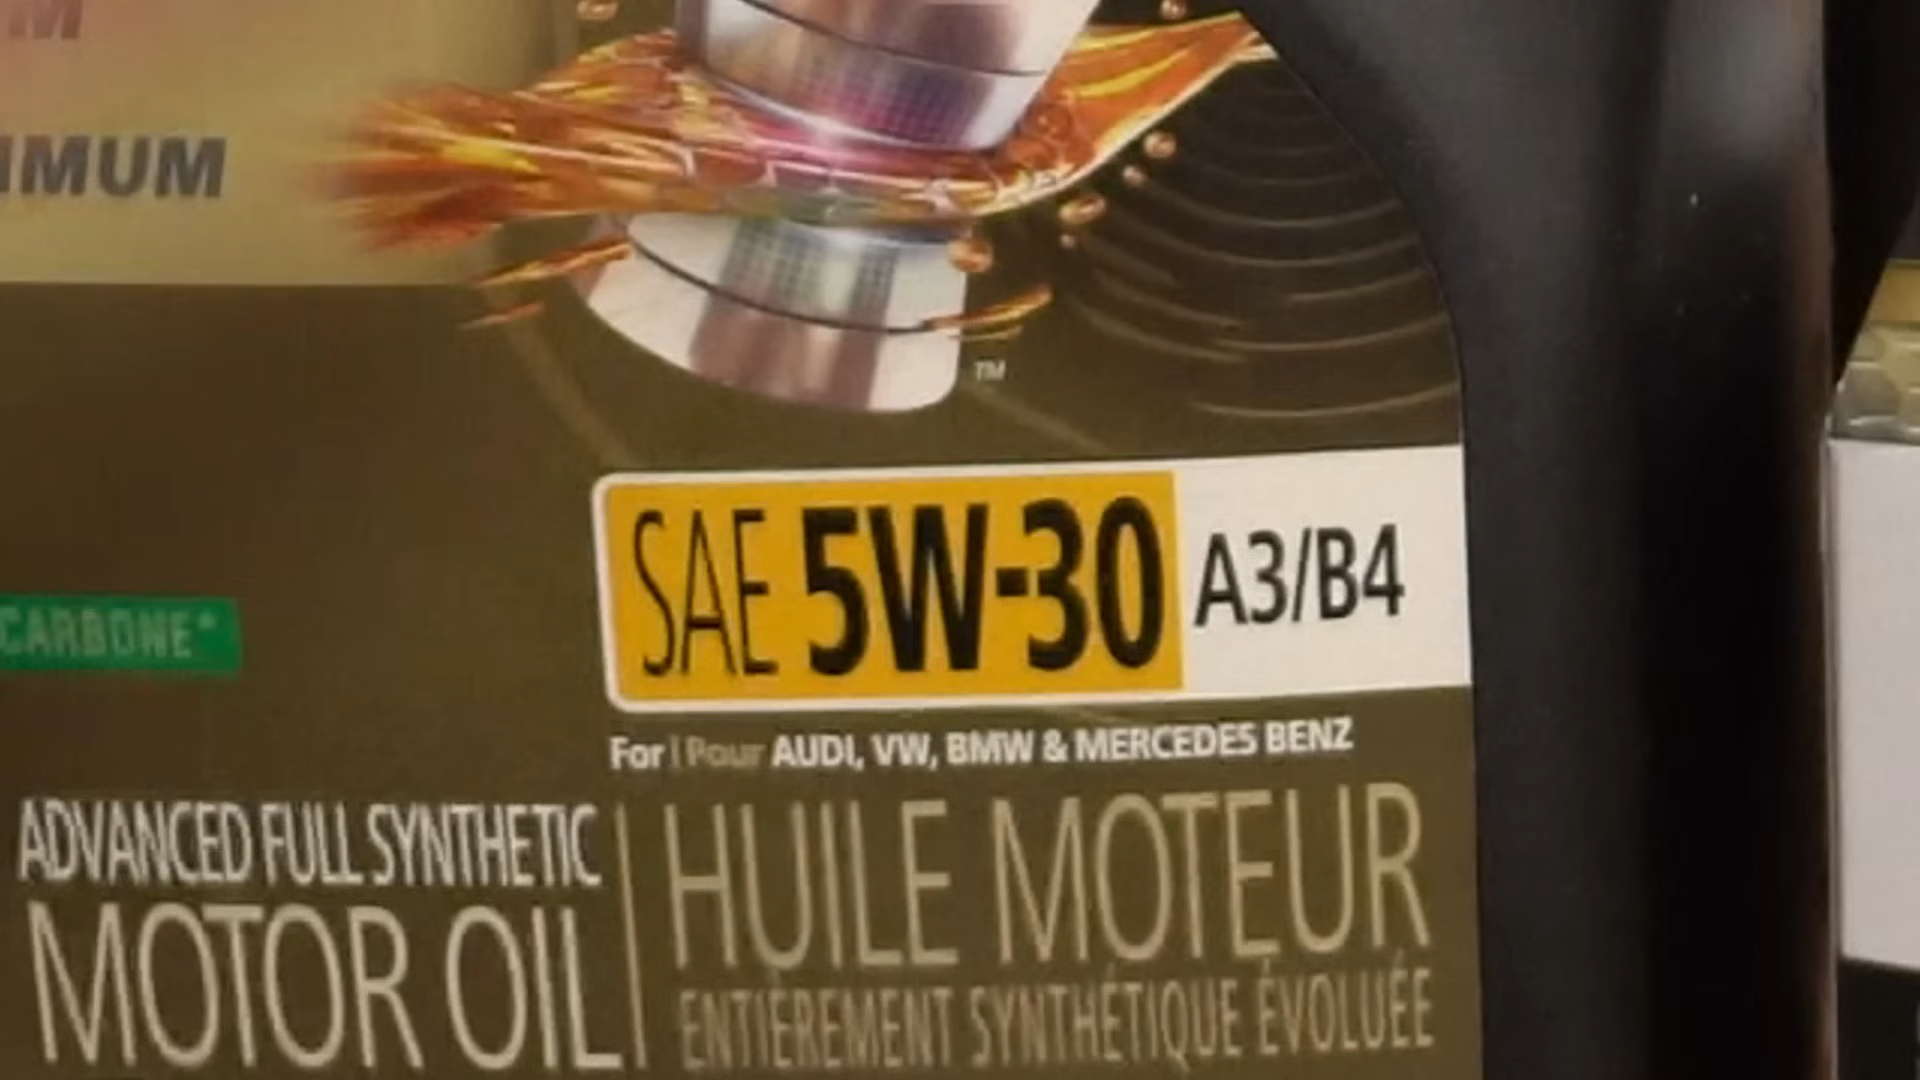 TM
SAE 5W-30 A3/B4
CARBONE*
For | Pour AUDI, VW, BMW & MERCEDES BENZ
ADVANCED FULL SYNTHETIC
MOTOR OIL
HUILE MOTEUR
ENTIÈREMENT SYNTHÉTIQUE ÉVOLUÉE